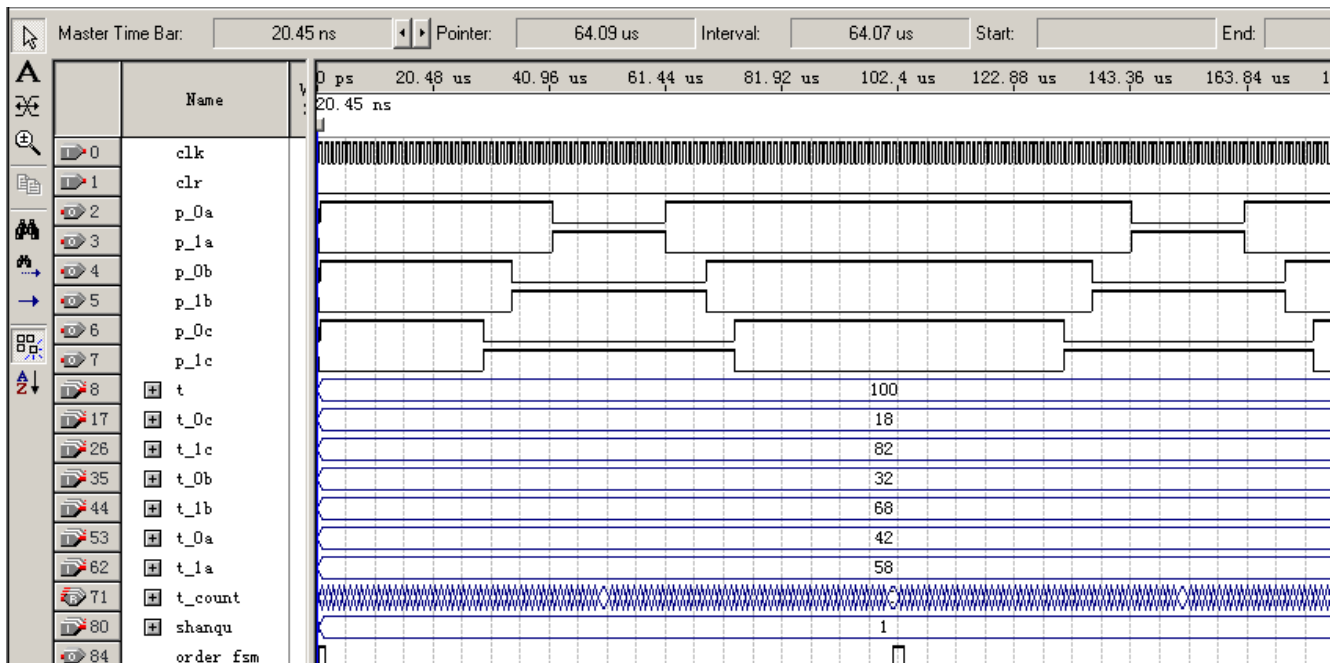 Master Time Bar: 20.45 ns Pointer: 64.09 us Interval: 64.07 us Start: End:
Name
0 ps 20.48 us 40.96 us 61.44 us 81.92 us 102.4 us 122.88 us 143.36 us 163.84 us 1
20.45 ns
0 clk
1 clr
2 p_0a
3 p_1a
4 p_0b
5 p_1b
6 p_0c
7 p_1c
8 t 100
17 t_0c 18
26 t_1c 82
35 t_0b 32
44 t_1b 68
53 t_0a 42
62 t_1a 58
71 t_count
80 shanqu 1
84 order_fsm